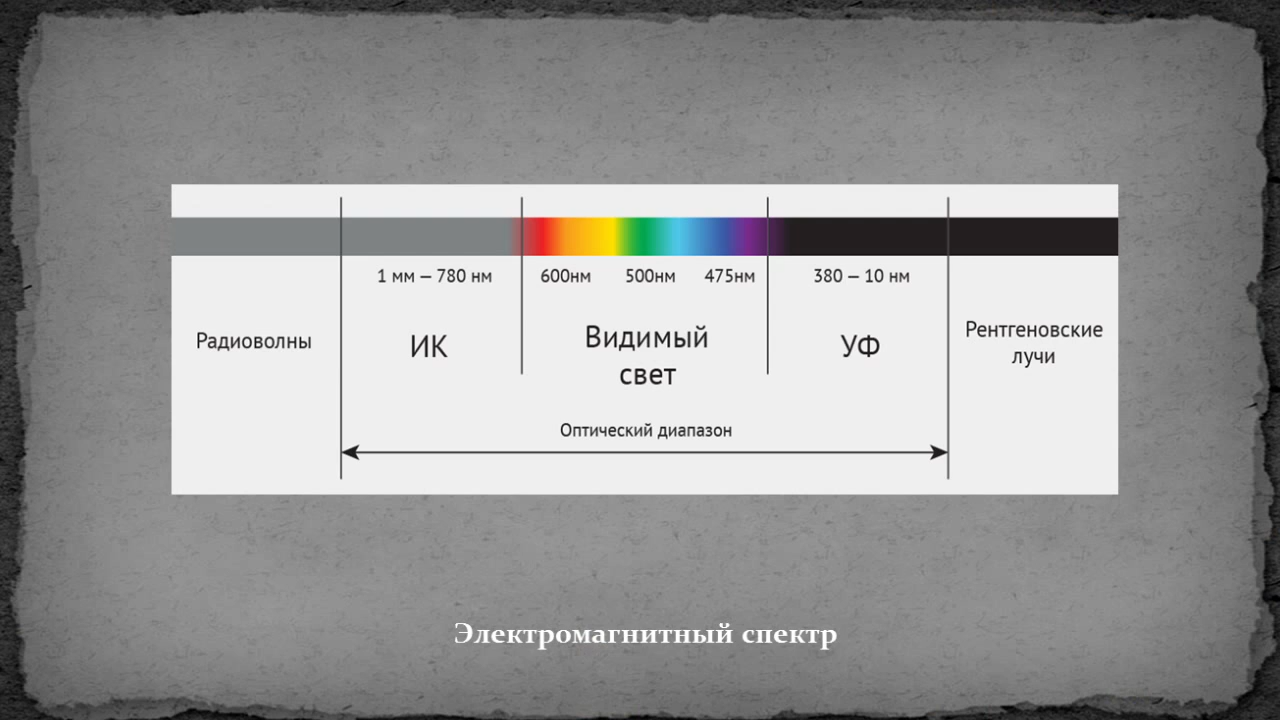 1 мм — 780 нм
600нм
500нм
475нм
380 — 10 нм
Радиоволны
ИК
Видимый
свет
УФ
Рентгеновские
лучи
Оптический диапазон
Электромагнитный спектр